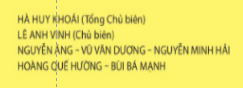 HÀ HUY KHOÁI (Tổng Chủ biên)
LÊ ANH VINH (Chủ biên)
NGUYỄN ÁNG – VŨ VĂN DƯƠNG – NGUYỄN MINH HẢI
HOÀNG QUẾ HƯỜNG – BÙI BÁ MẠNH